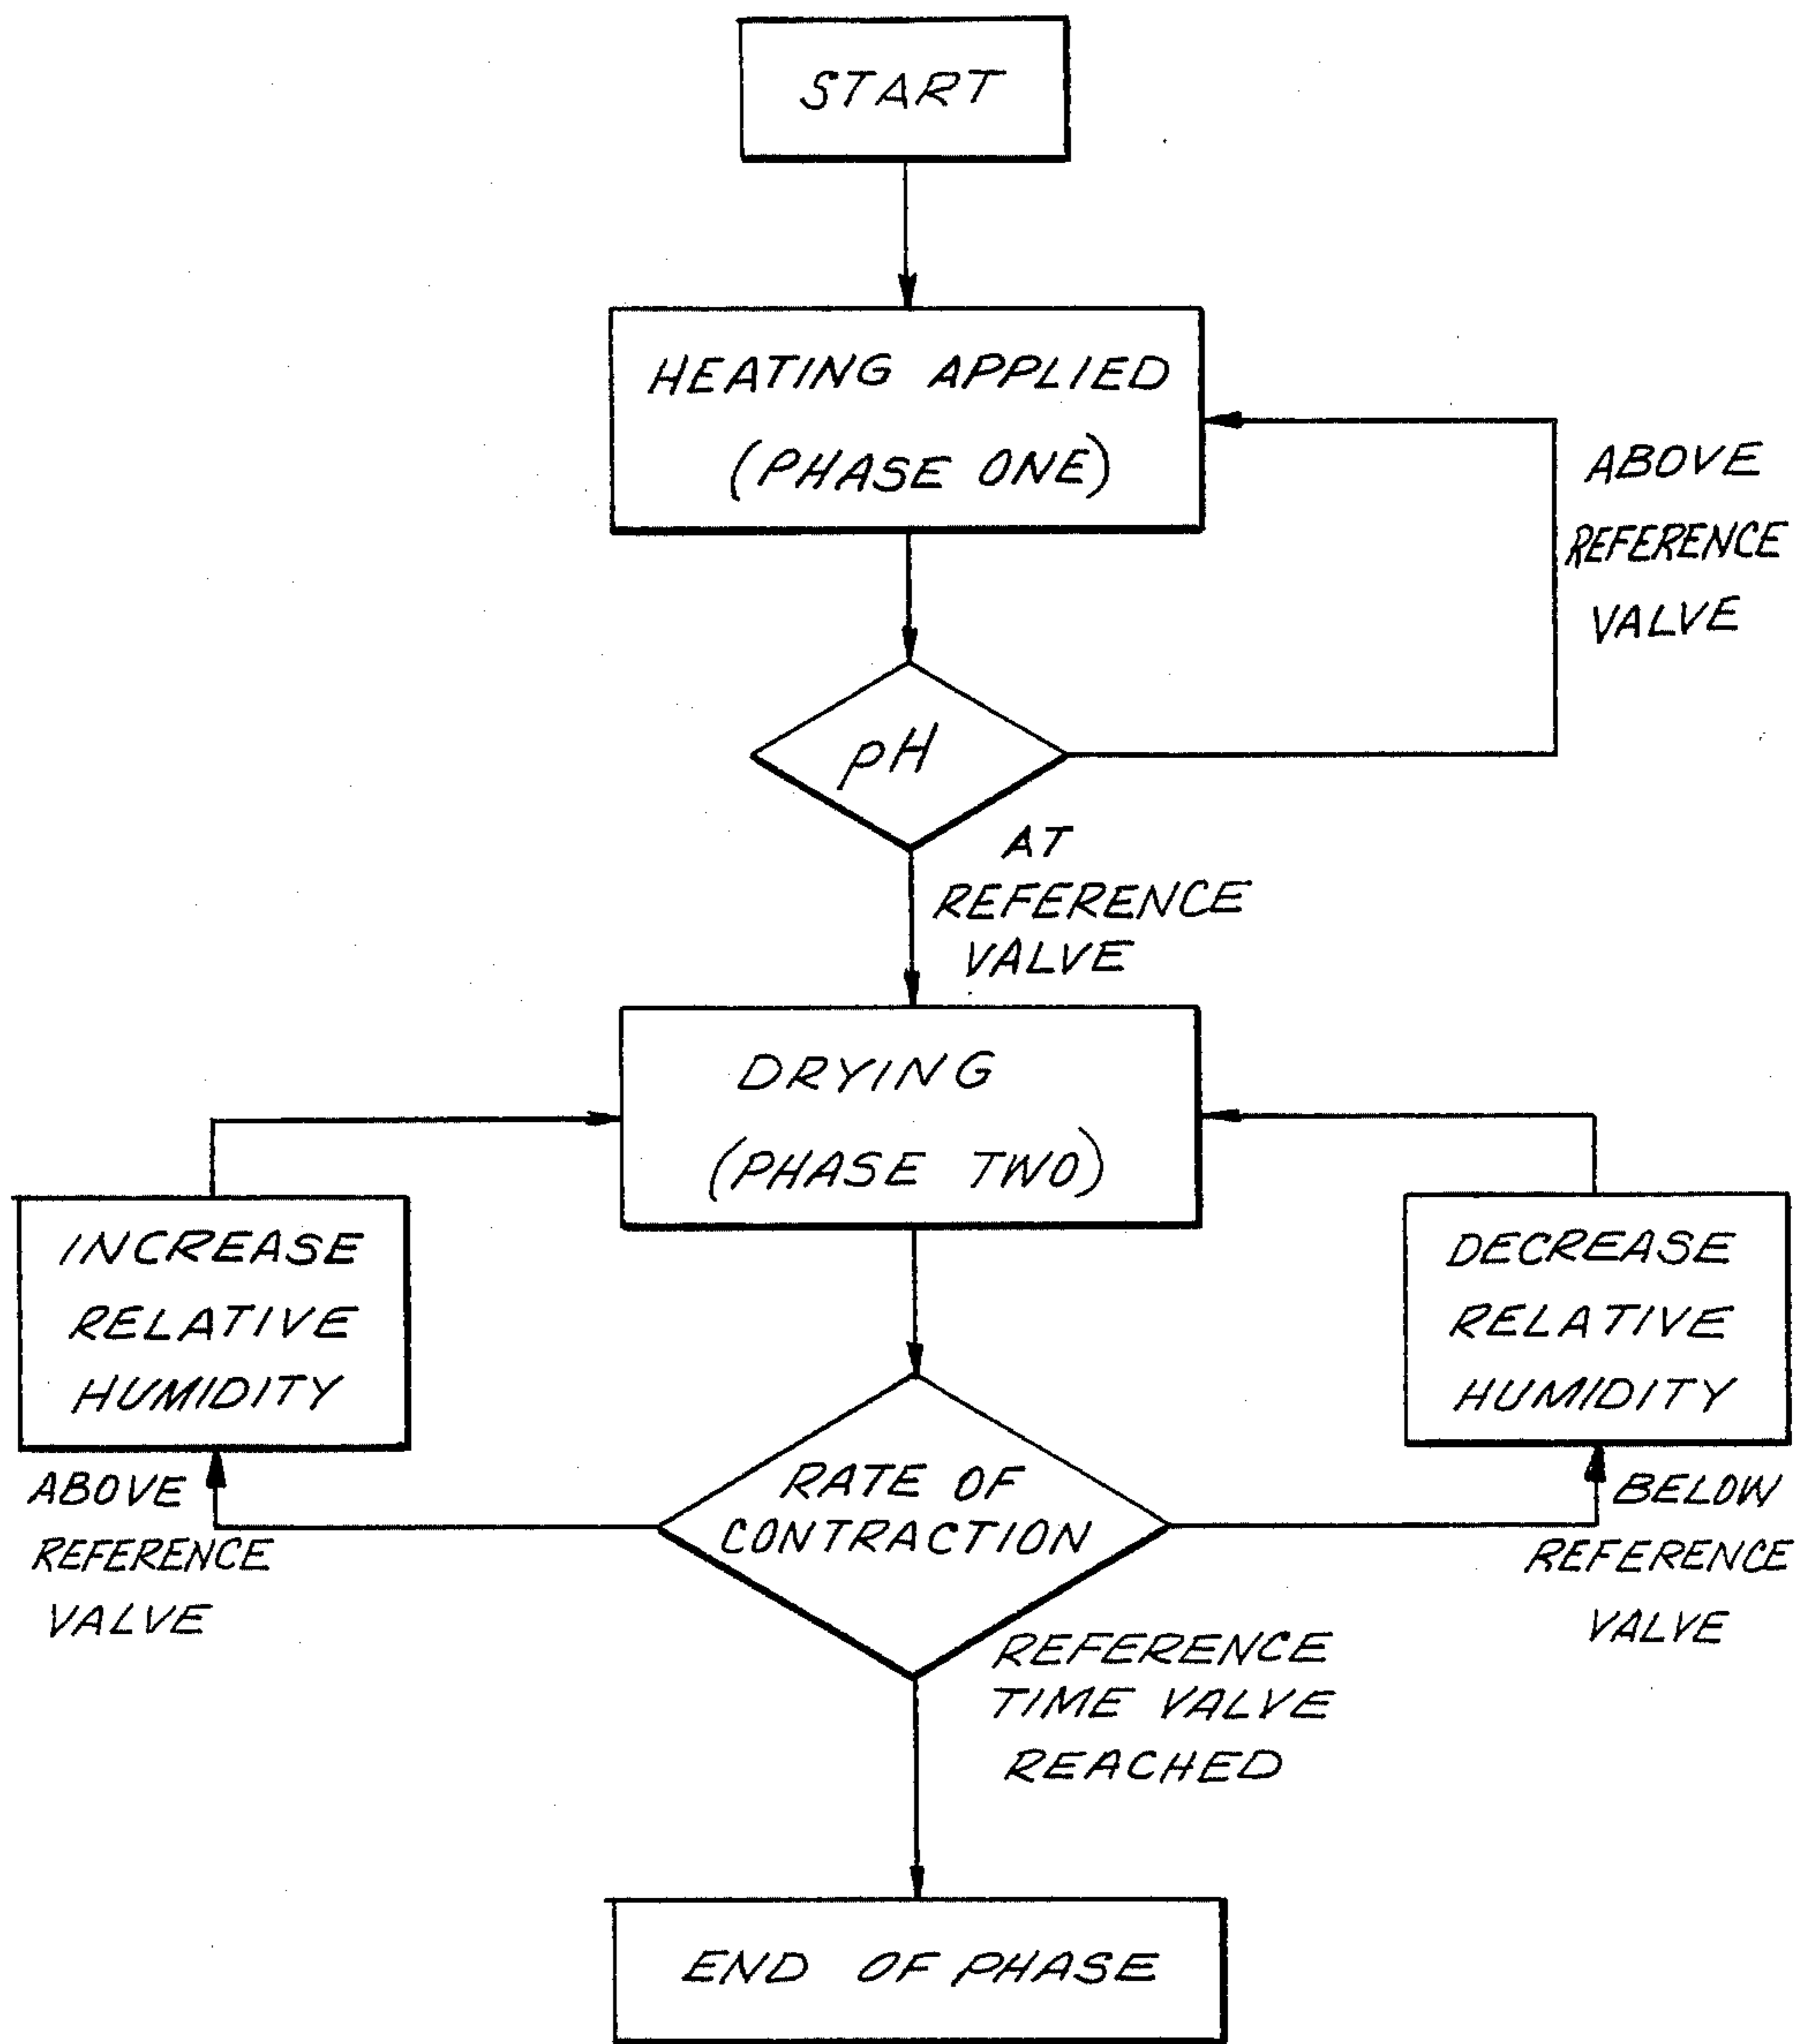 START
HEATING APPLIED
(PHASE ONE)
ABOVE
REFERENCE
VALVE
pH
AT
REFERENCE
VALVE
DRYING
(PHASE TWO)
INCREASE
RELATIVE
HUMIDITY
DECREASE
RELATIVE
HUMIDITY
ABOVE
REFERENCE
VALVE
RATE OF
CONTRACTION
BELOW
REFERENCE
VALVE
REFERENCE
TIME VALVE
REACHED
END OF PHASE